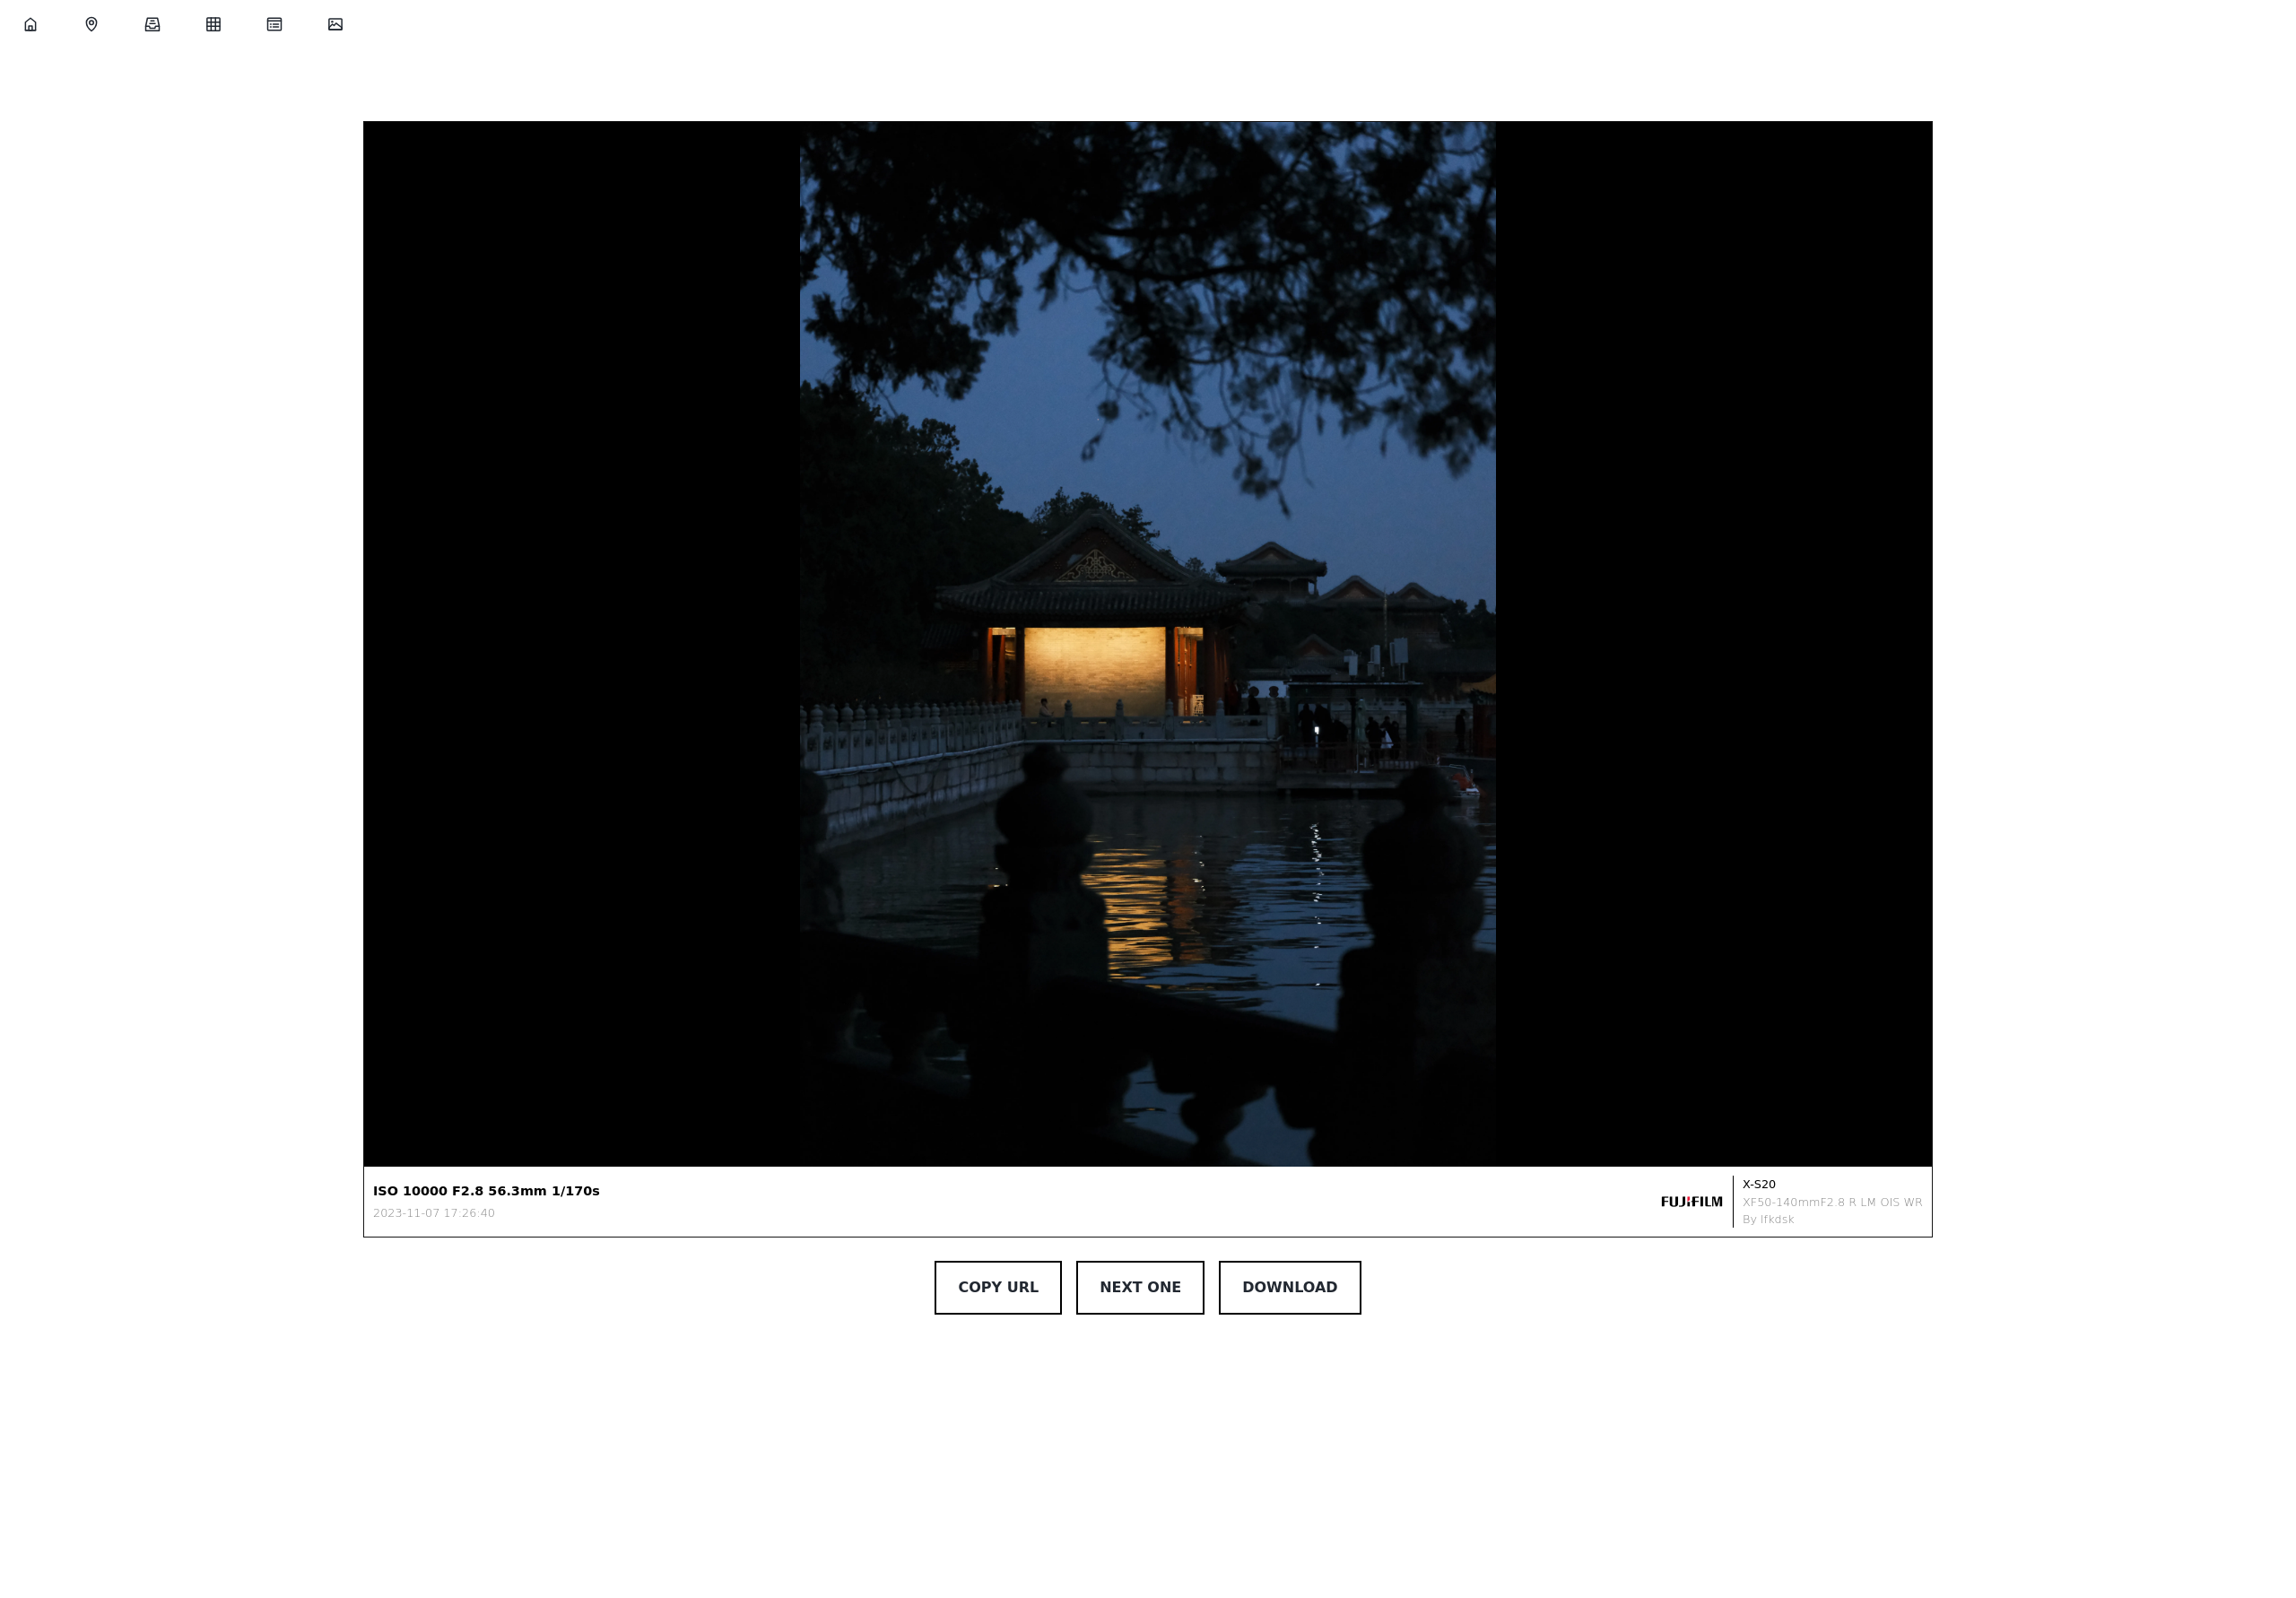 ISO 10000 F2.8 56.3mm 1/170s
2023-11-07 17:26:40
FUJIFILM
X-S20
XF50-140mmF2.8 R LM OIS WR
By lfkdsk
COPY URL
NEXT ONE
DOWNLOAD